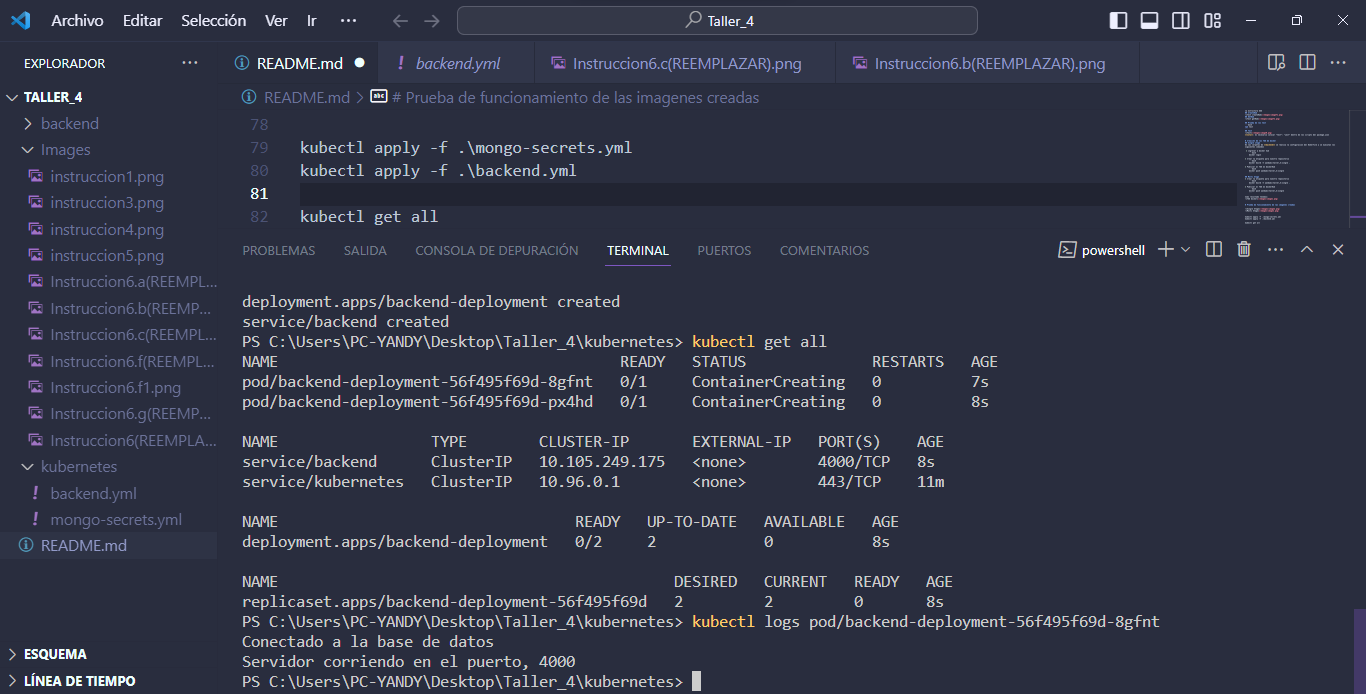 Archivo Editar Selección Ver Ir ··· Taller_4
EXPLORADOR ···
TALLER_4
backend
Images
instruccion1.png
instruccion3.png
instruccion4.png
instruccion5.png
Instruccion6.a(REEMPL...
Instruccion6.b(REEMP...
Instruccion6.c(REEMPL...
Instruccion6.f(REEMPL...
Instruccion6.f1.png
Instruccion6.g(REEMP...
Instruccion6(REEMPLA...
kubernetes
! backend.yml
! mongo-secrets.yml
README.md
ESQUEMA
LÍNEA DE TIEMPO
README.md ! backend.yml Instruccion6.c(REEMPLAZAR).png Instruccion6.b(REEMPLAZAR).png
README.md > # Prueba de funcionamiento de las imagenes creadas
78
79 kubectl apply -f .\mongo-secrets.yml
80 kubectl apply -f .\backend.yml
81
82 kubectl get all
PROBLEMAS SALIDA CONSOLA DE DEPURACIÓN TERMINAL PUERTOS COMENTARIOS powershell
deployment.apps/backend-deployment created
service/backend created
PS C:\Users\PC-YANDY\Desktop\Taller_4\kubernetes> kubectl get all
NAME READY STATUS RESTARTS AGE
pod/backend-deployment-56f495f69d-8gfnt 0/1 ContainerCreating 0 7s
pod/backend-deployment-56f495f69d-px4hd 0/1 ContainerCreating 0 8s
NAME TYPE CLUSTER-IP EXTERNAL-IP PORT(S) AGE
service/backend ClusterIP 10.105.249.175 <none> 4000/TCP 8s
service/kubernetes ClusterIP 10.96.0.1 <none> 443/TCP 11m
NAME READY UP-TO-DATE AVAILABLE AGE
deployment.apps/backend-deployment 0/2 2 0 8s
NAME DESIRED CURRENT READY AGE
replicaset.apps/backend-deployment-56f495f69d 2 2 0 8s
PS C:\Users\PC-YANDY\Desktop\Taller_4\kubernetes> kubectl logs pod/backend-deployment-56f495f69d-8gfnt
Conectado a la base de datos
Servidor corriendo en el puerto, 4000
PS C:\Users\PC-YANDY\Desktop\Taller_4\kubernetes>